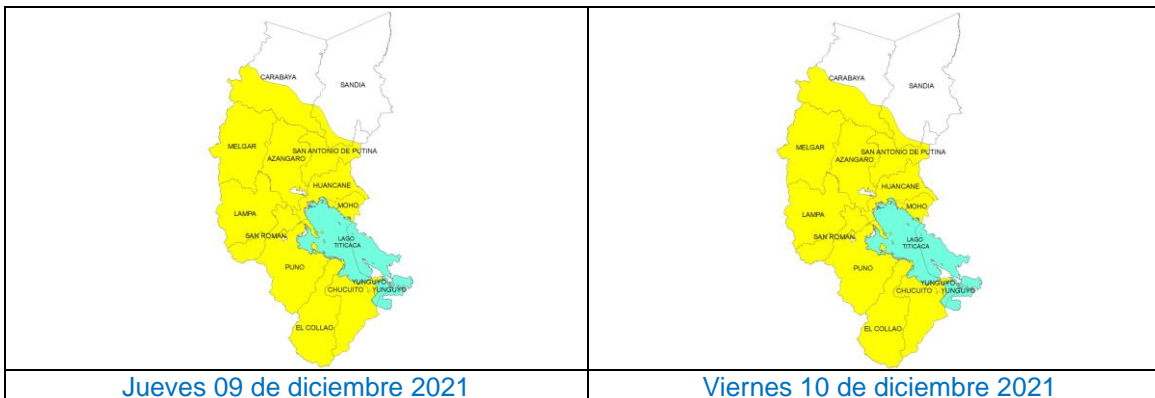 CARABAYA
SANDIA
MELGAR
SAN ANTONIO DE PUTINA
AZANGARO
HUANCANE
MOHO
LAMPA
SAN ROMAN
LAGO
TITICACA
PUNO
YUNGUYO
CHUCUITO
YUNGUYO
EL COLLAO
Jueves 09 de diciembre 2021
CARABAYA
SANDIA
MELGAR
SAN ANTONIO DE PUTINA
AZANGARO
HUANCANE
MOHO
LAMPA
SAN ROMAN
LAGO
TITICACA
PUNO
YUNGUYO
CHUCUITO
YUNGUYO
EL COLLAO
Viernes 10 de diciembre 2021